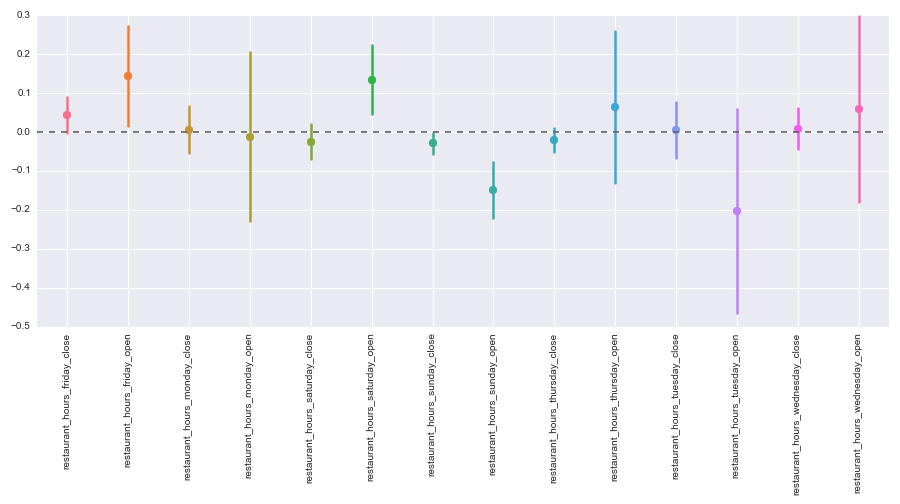 0.3
0.2
0.1
0.0
−0.1
−0.2
−0.3
−0.4
−0.5
restaurant_hours_friday_close
restaurant_hours_friday_open
restaurant_hours_monday_close
restaurant_hours_monday_open
restaurant_hours_saturday_close
restaurant_hours_saturday_open
restaurant_hours_sunday_close
restaurant_hours_sunday_open
restaurant_hours_thursday_close
restaurant_hours_thursday_open
restaurant_hours_tuesday_close
restaurant_hours_tuesday_open
restaurant_hours_wednesday_close
restaurant_hours_wednesday_open